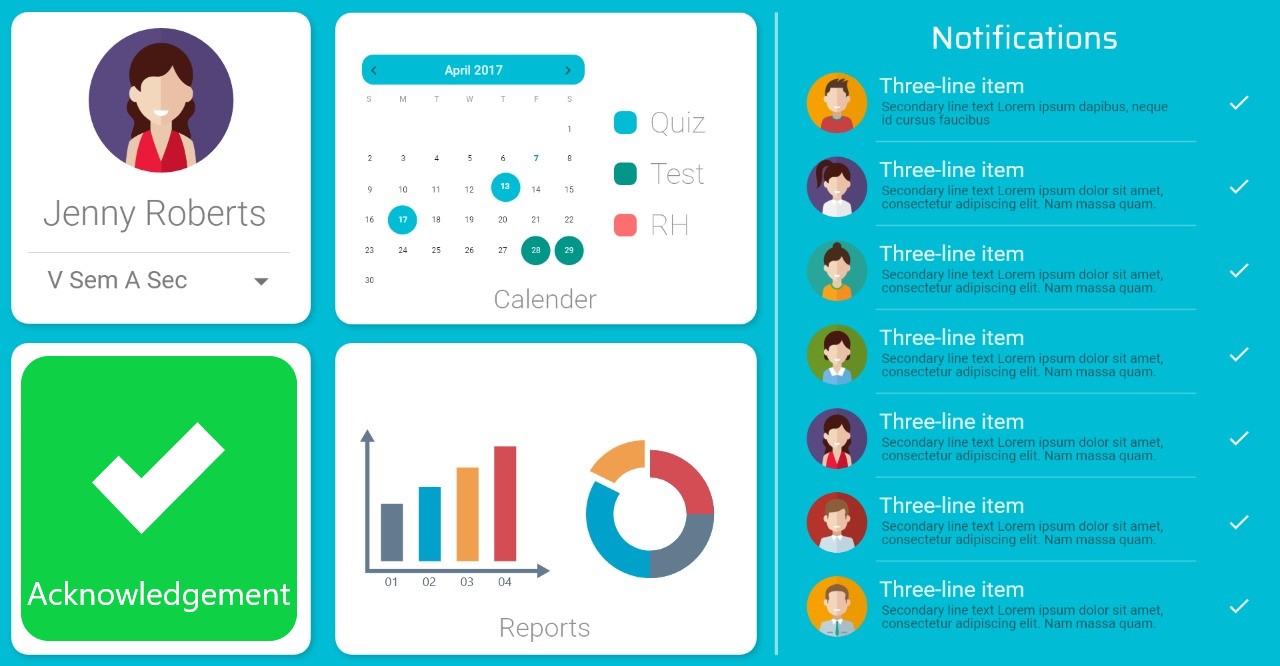 Jenny Roberts
V Sem A Sec
Acknowledgement
April 2017
S M T W T F S
1
2 3 4 5 6 7 8
9 10 11 12 13 14 15
16 17 18 19 20 21 22
23 24 25 26 27 28 29
30
Quiz
Test
RH
Calender
01 02 03 04
Reports
Notifications
Three-line item
Secondary line text Lorem ipsum dapibus, neque
id cursus faucibus
Three-line item
Secondary line text Lorem ipsum dolor sit amet,
consectetur adipiscing elit. Nam massa quam.
Three-line item
Secondary line text Lorem ipsum dolor sit amet,
consectetur adipiscing elit. Nam massa quam.
Three-line item
Secondary line text Lorem ipsum dolor sit amet,
consectetur adipiscing elit. Nam massa quam.
Three-line item
Secondary line text Lorem ipsum dolor sit amet,
consectetur adipiscing elit. Nam massa quam.
Three-line item
Secondary line text Lorem ipsum dolor sit amet,
consectetur adipiscing elit. Nam massa quam.
Three-line item
Secondary line text Lorem ipsum dolor sit amet,
consectetur adipiscing elit. Nam massa quam.